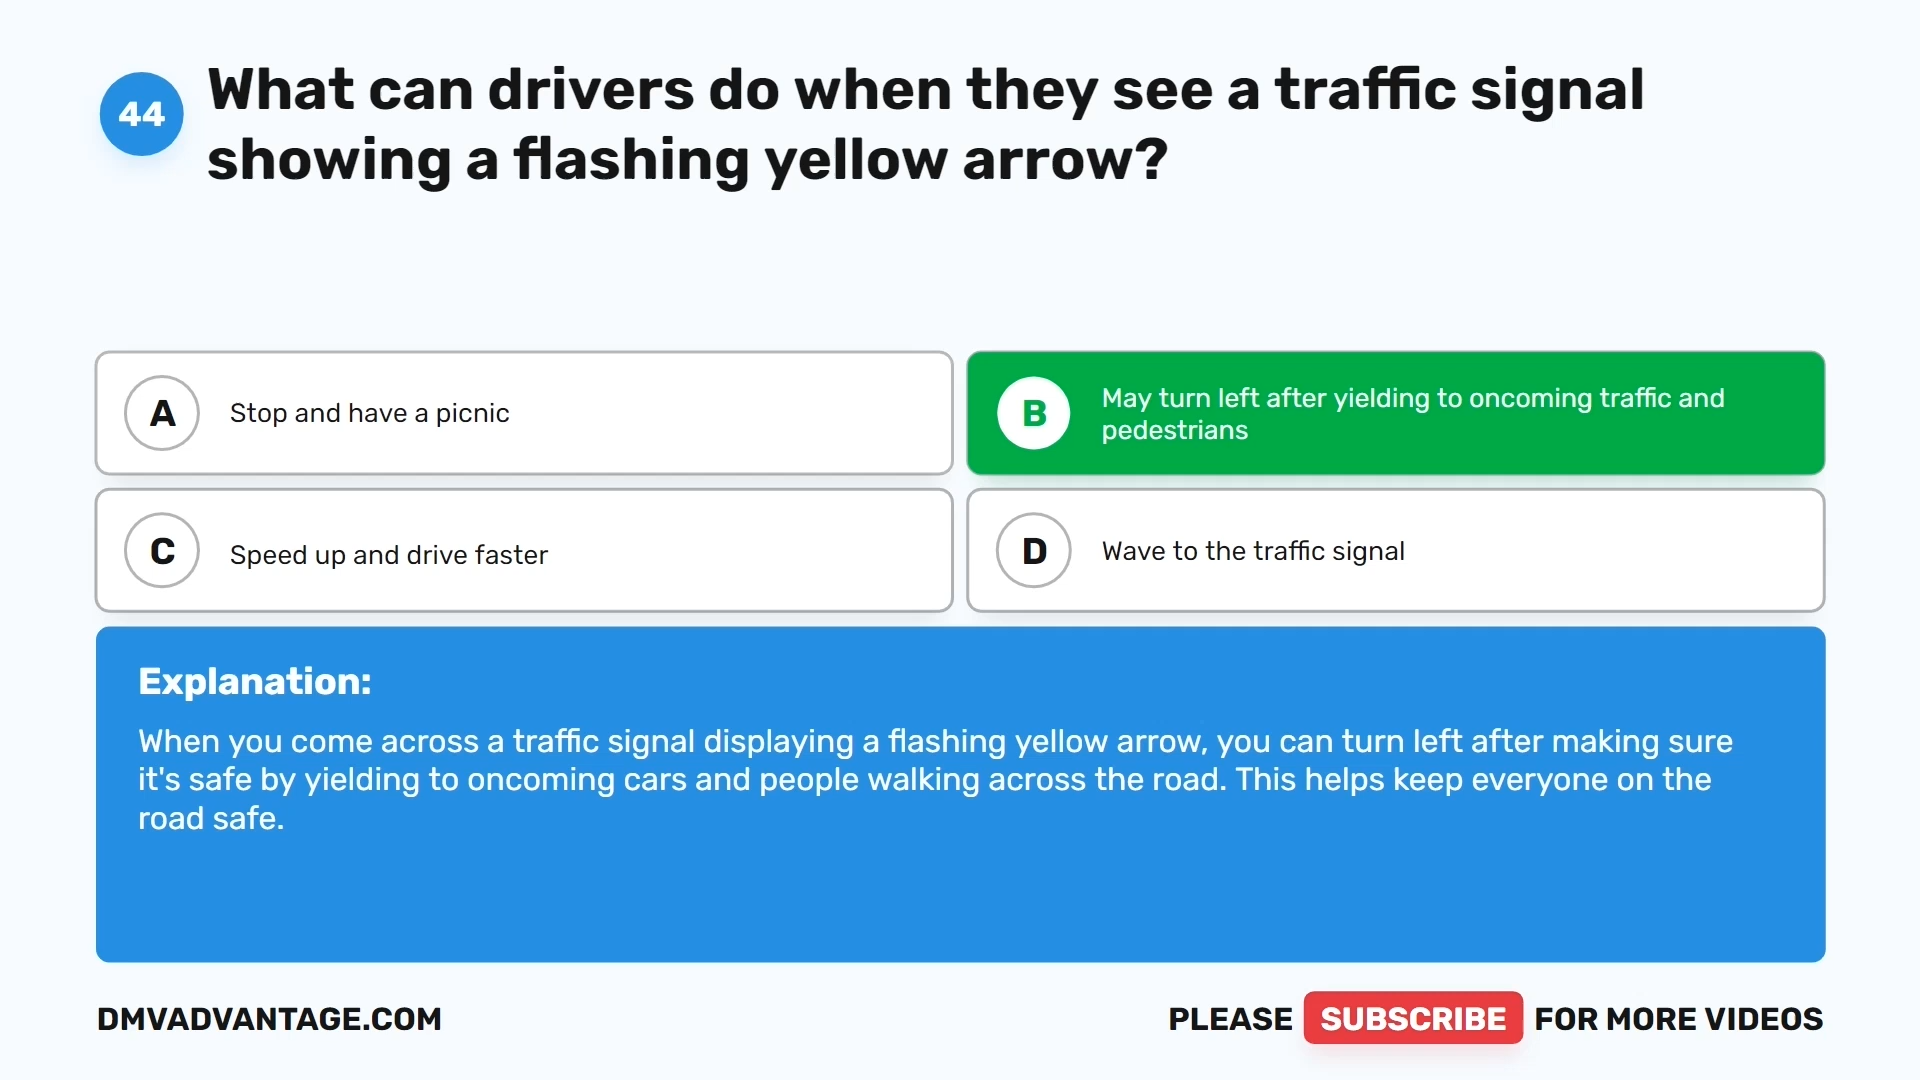 44
What can drivers do when they see a traffic signal
showing a flashing yellow arrow?
A
Stop and have a picnic
B
May turn left after yielding to oncoming traffic and
pedestrians
C
Speed up and drive faster
D
Wave to the traffic signal
Explanation:
When you come across a traffic signal displaying a flashing yellow arrow, you can turn left after making sure
it's safe by yielding to oncoming cars and people walking across the road. This helps keep everyone on the
road safe.
DMVADVANTAGE.COM
PLEASE SUBSCRIBE FOR MORE VIDEOS